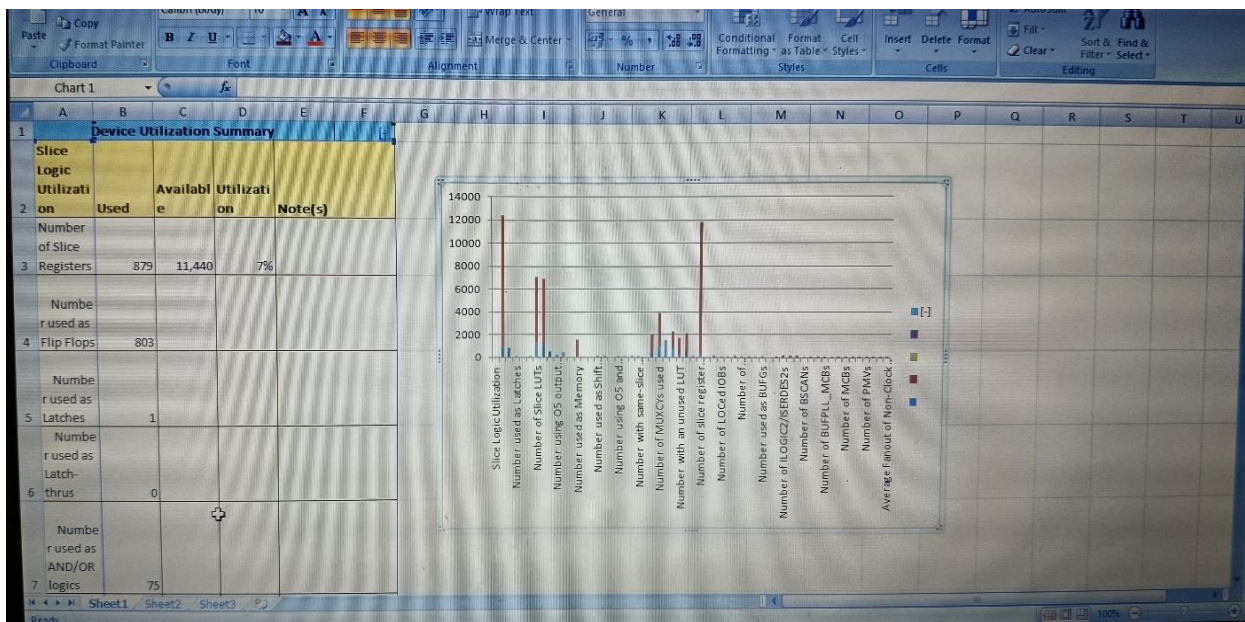 Copy
Paste
Format Painter
Clipboard
B I U
A
Font
Wrap Text
Merge & Center
Alignment
General
%
Number
Conditional Formatting
Format as Table
Cell Styles
Styles
Insert Delete Format
Cells
Fill
Clear
Sort & Filter
Find & Select
Editing
Chart 1
fx
A B C D E F G H I J K L M N O P Q R S T U
1 Device Utilization Summary [-]
2
Slice
Logic
Utilizati
on
Used
Availabl
e
Utilizati
on
Note(s)
Number
of Slice
3 Registers 879 11,440 7%
Numbe
r used as
4 Flip Flops 803
Numbe
r used as
5 Latches 1
Numbe
r used as
Latch-
6 thrus 0
Numbe
r used as
AND/OR
7 logics 75
14000
12000
10000
8000
6000
4000
2000
0
Slice Logic Utilization
Number used as Latches
Number of Slice LUTs
Number using O5 output..
Number used as Memory
Number used as Shift..
Number using O5 and..
Number with same-slice..
Number of MUXCYs used
Number with an unused LUT
Number of slice register..
Number of LOCed IOBs
Number of..
Number used as BUFGs
Number of ILOGIC2/ISERDES2s
Number of BSCANs
Number of BUFPLL_MCBs
Number of MCBs
Number of PMVs
Average Fanout of Non-Clock..
[-]
Sheet1 Sheet2 Sheet3
Ready
100%